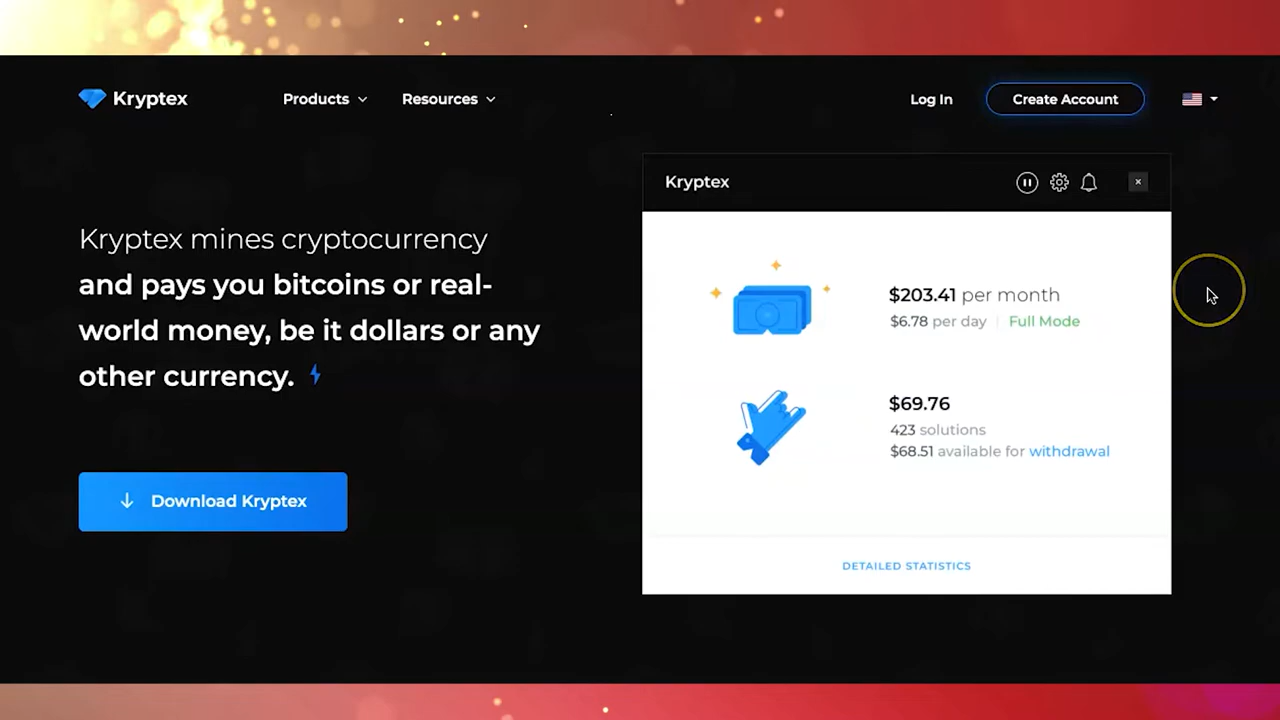 Kryptex
Products
Resources
Log In
Create Account
Kryptex mines cryptocurrency
and pays you bitcoins or real-
world money, be it dollars or any
other currency.
Download Kryptex
Kryptex
$203.41 per month
$6.78 per day | Full Mode
$69.76
423 solutions
$68.51 available for withdrawal
DETAILED STATISTICS